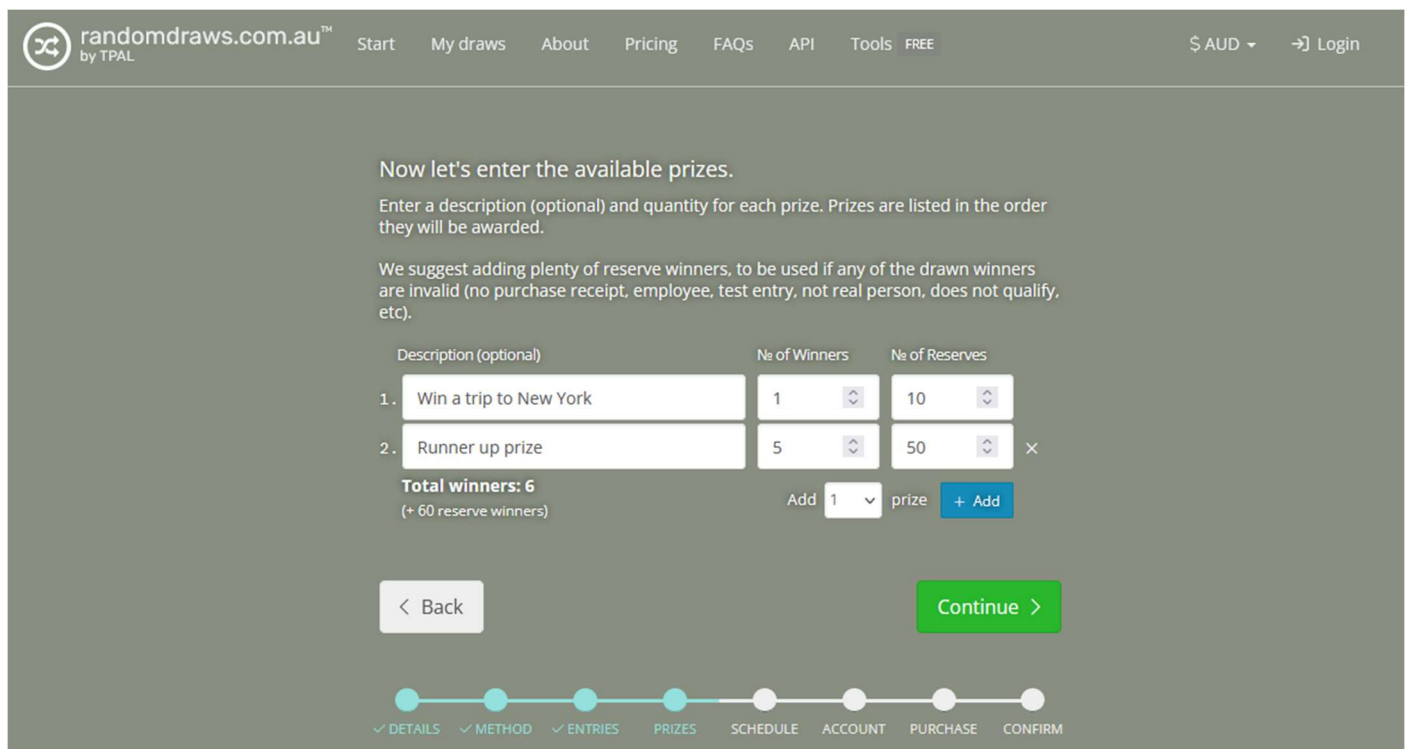 randomdraws.com.au™
by TPAL
Start My draws About Pricing FAQs API Tools FREE $ AUD Login
Now let's enter the available prizes.
Enter a description (optional) and quantity for each prize. Prizes are listed in the order
they will be awarded.
We suggest adding plenty of reserve winners, to be used if any of the drawn winners
are invalid (no purchase receipt, employee, test entry, not real person, does not qualify,
etc).
Description (optional) № of Winners № of Reserves
1. Win a trip to New York 1 10
2. Runner up prize 5 50 ×
Total winners: 6
(+ 60 reserve winners)
Add 1 prize + Add
< Back Continue >
✓ DETAILS ✓ METHOD ✓ ENTRIES PRIZES SCHEDULE ACCOUNT PURCHASE CONFIRM